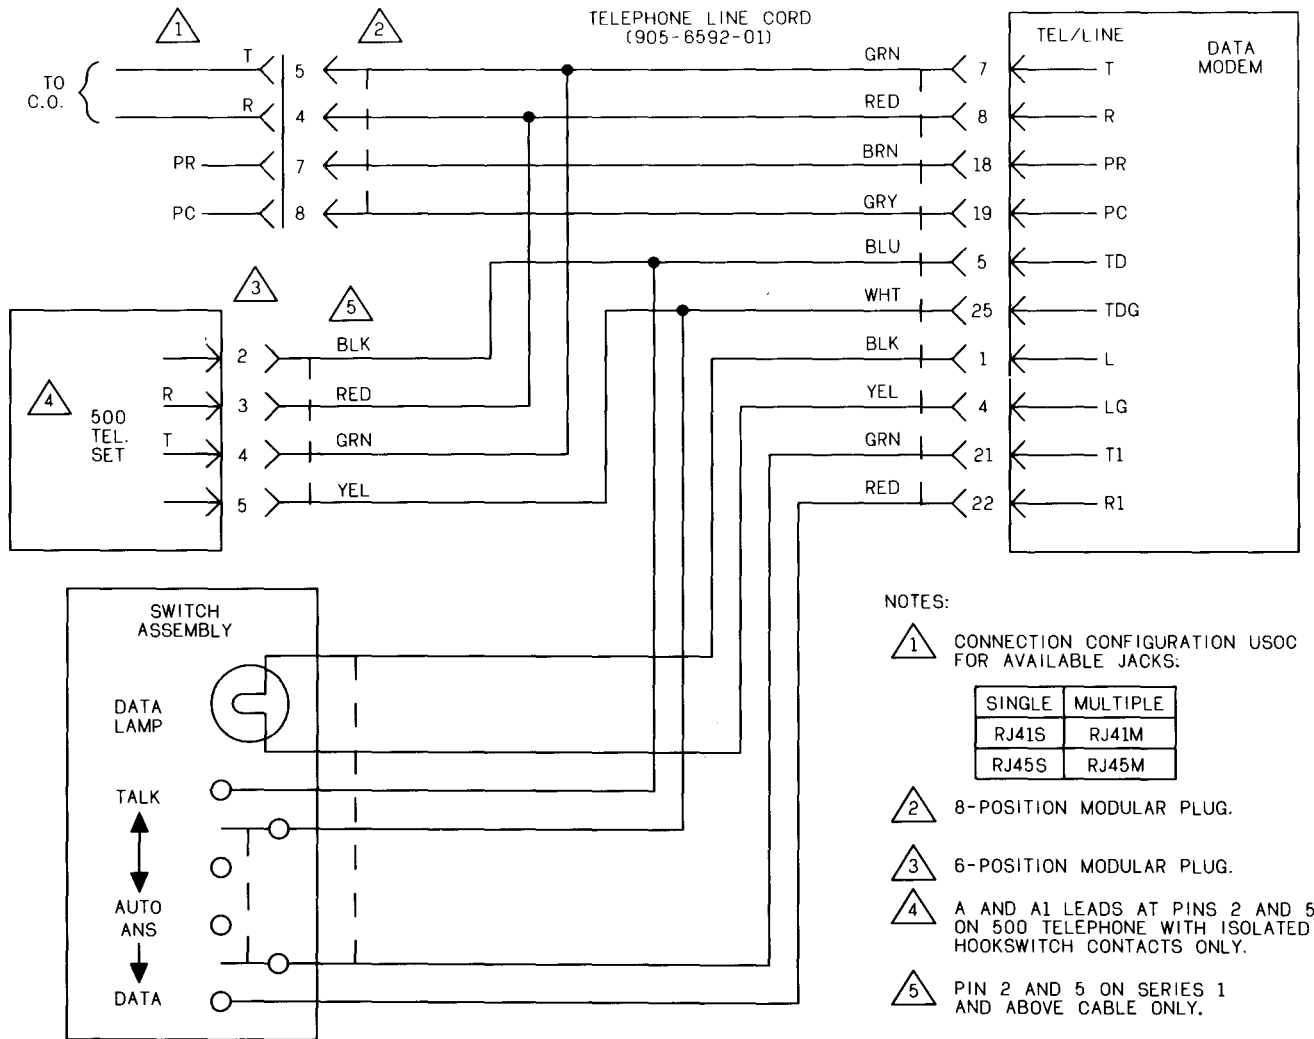 TELEPHONE LINE CORD
(905-6592-01)
1
2
TO
C.O.
T
5
R
4
PR
7
PC
8
GRN
7
RED
8
BRN
18
GRY
19
BLU
5
WHT
25
BLK
1
YEL
4
GRN
21
RED
22
TEL/LINE
DATA
MODEM
T
R
PR
PC
TD
TDG
L
LG
T1
R1
3
5
4
500
TEL.
SET
R
T
2
BLK
3
RED
4
GRN
5
YEL
SWITCH
ASSEMBLY
DATA
LAMP
TALK
AUTO
ANS
DATA
NOTES:
1 CONNECTION CONFIGURATION USOC
FOR AVAILABLE JACKS:
SINGLE MULTIPLE
RJ41S RJ41M
RJ45S RJ45M
2 8-POSITION MODULAR PLUG.
3 6-POSITION MODULAR PLUG.
4 A AND A1 LEADS AT PINS 2 AND 5
ON 500 TELEPHONE WITH ISOLATED
HOOKSWITCH CONTACTS ONLY.
5 PIN 2 AND 5 ON SERIES 1
AND ABOVE CABLE ONLY.